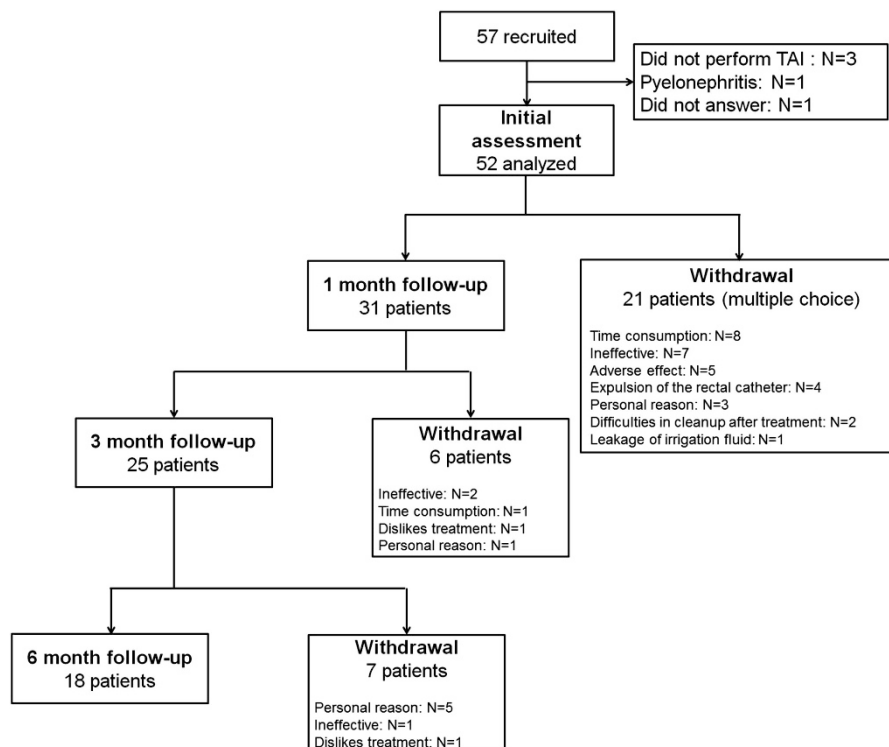 57 recruited
Did not perform TAI : N=3
Pyelonephritis: N=1
Did not answer: N=1
Initial
assessment
52 analyzed
1 month follow-up
31 patients
Withdrawal
21 patients (multiple choice)
Time consumption: N=8
Ineffective: N=7
Adverse effect: N=5
Expulsion of the rectal catheter: N=4
Personal reason: N=3
Difficulties in cleanup after treatment: N=2
Leakage of irrigation fluid: N=1
3 month follow-up
25 patients
Withdrawal
6 patients
Ineffective: N=2
Time consumption: N=1
Dislikes treatment: N=1
Personal reason: N=1
6 month follow-up
18 patients
Withdrawal
7 patients
Personal reason: N=5
Ineffective: N=1
Dislikes treatment: N=1